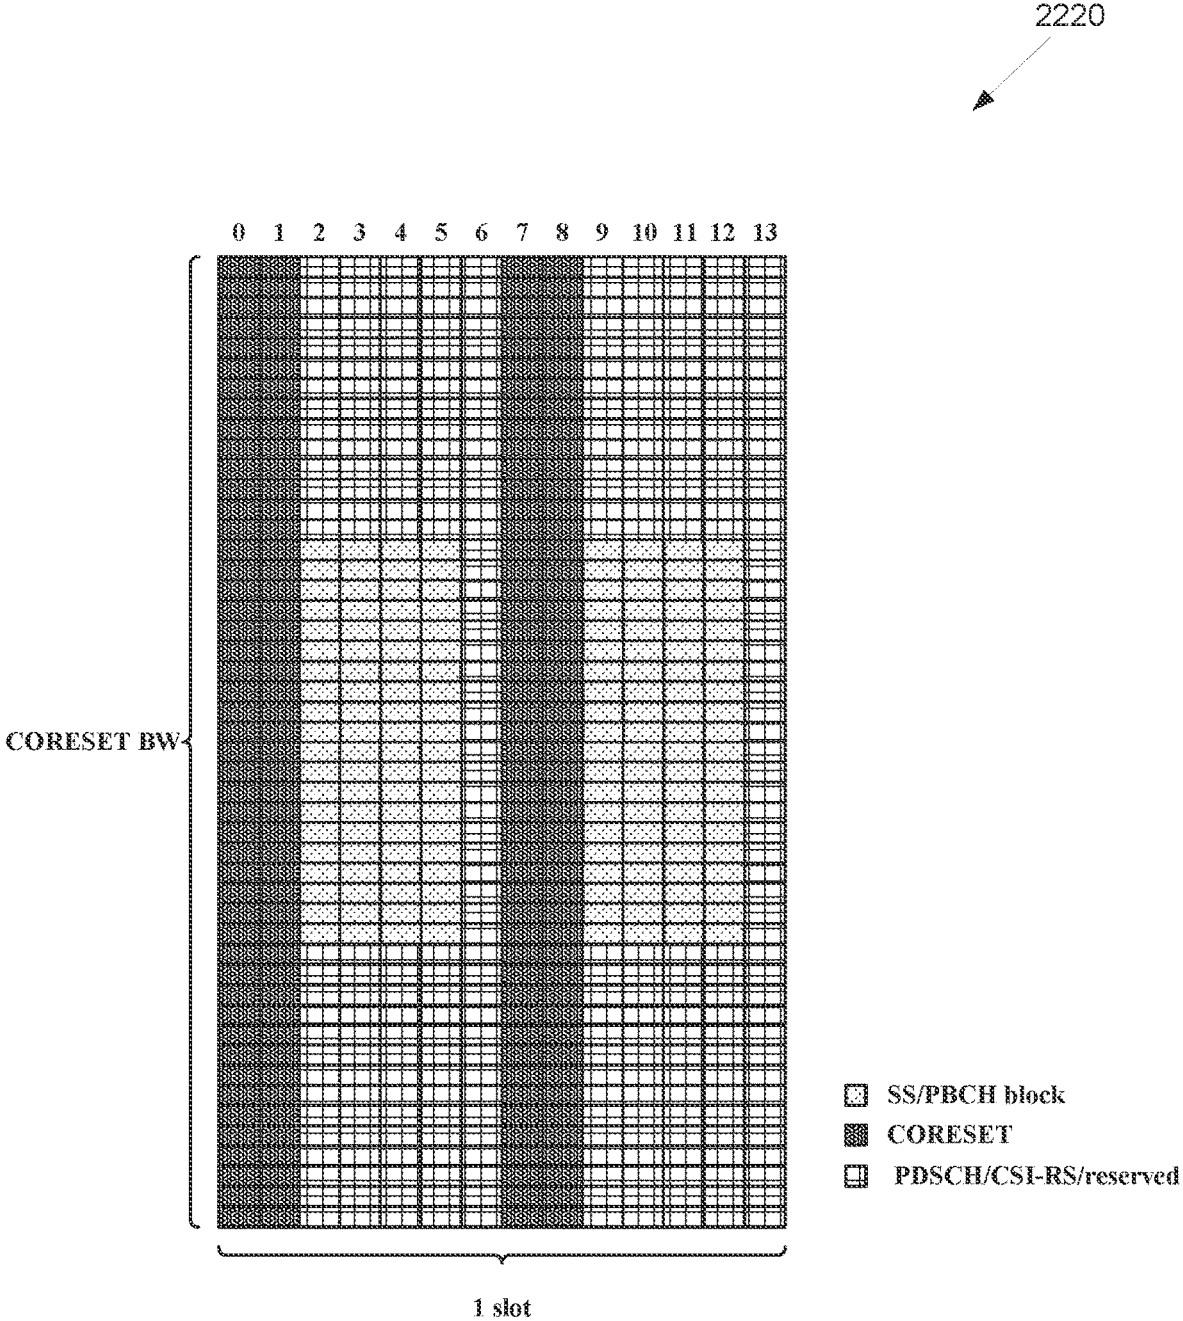 2220
0 1 2 3 4 5 6 7 8 9 10 11 12 13
CORESET BW
SS/PBCH block
CORESET
PDSCH/CSI-RS/reserved
1 slot